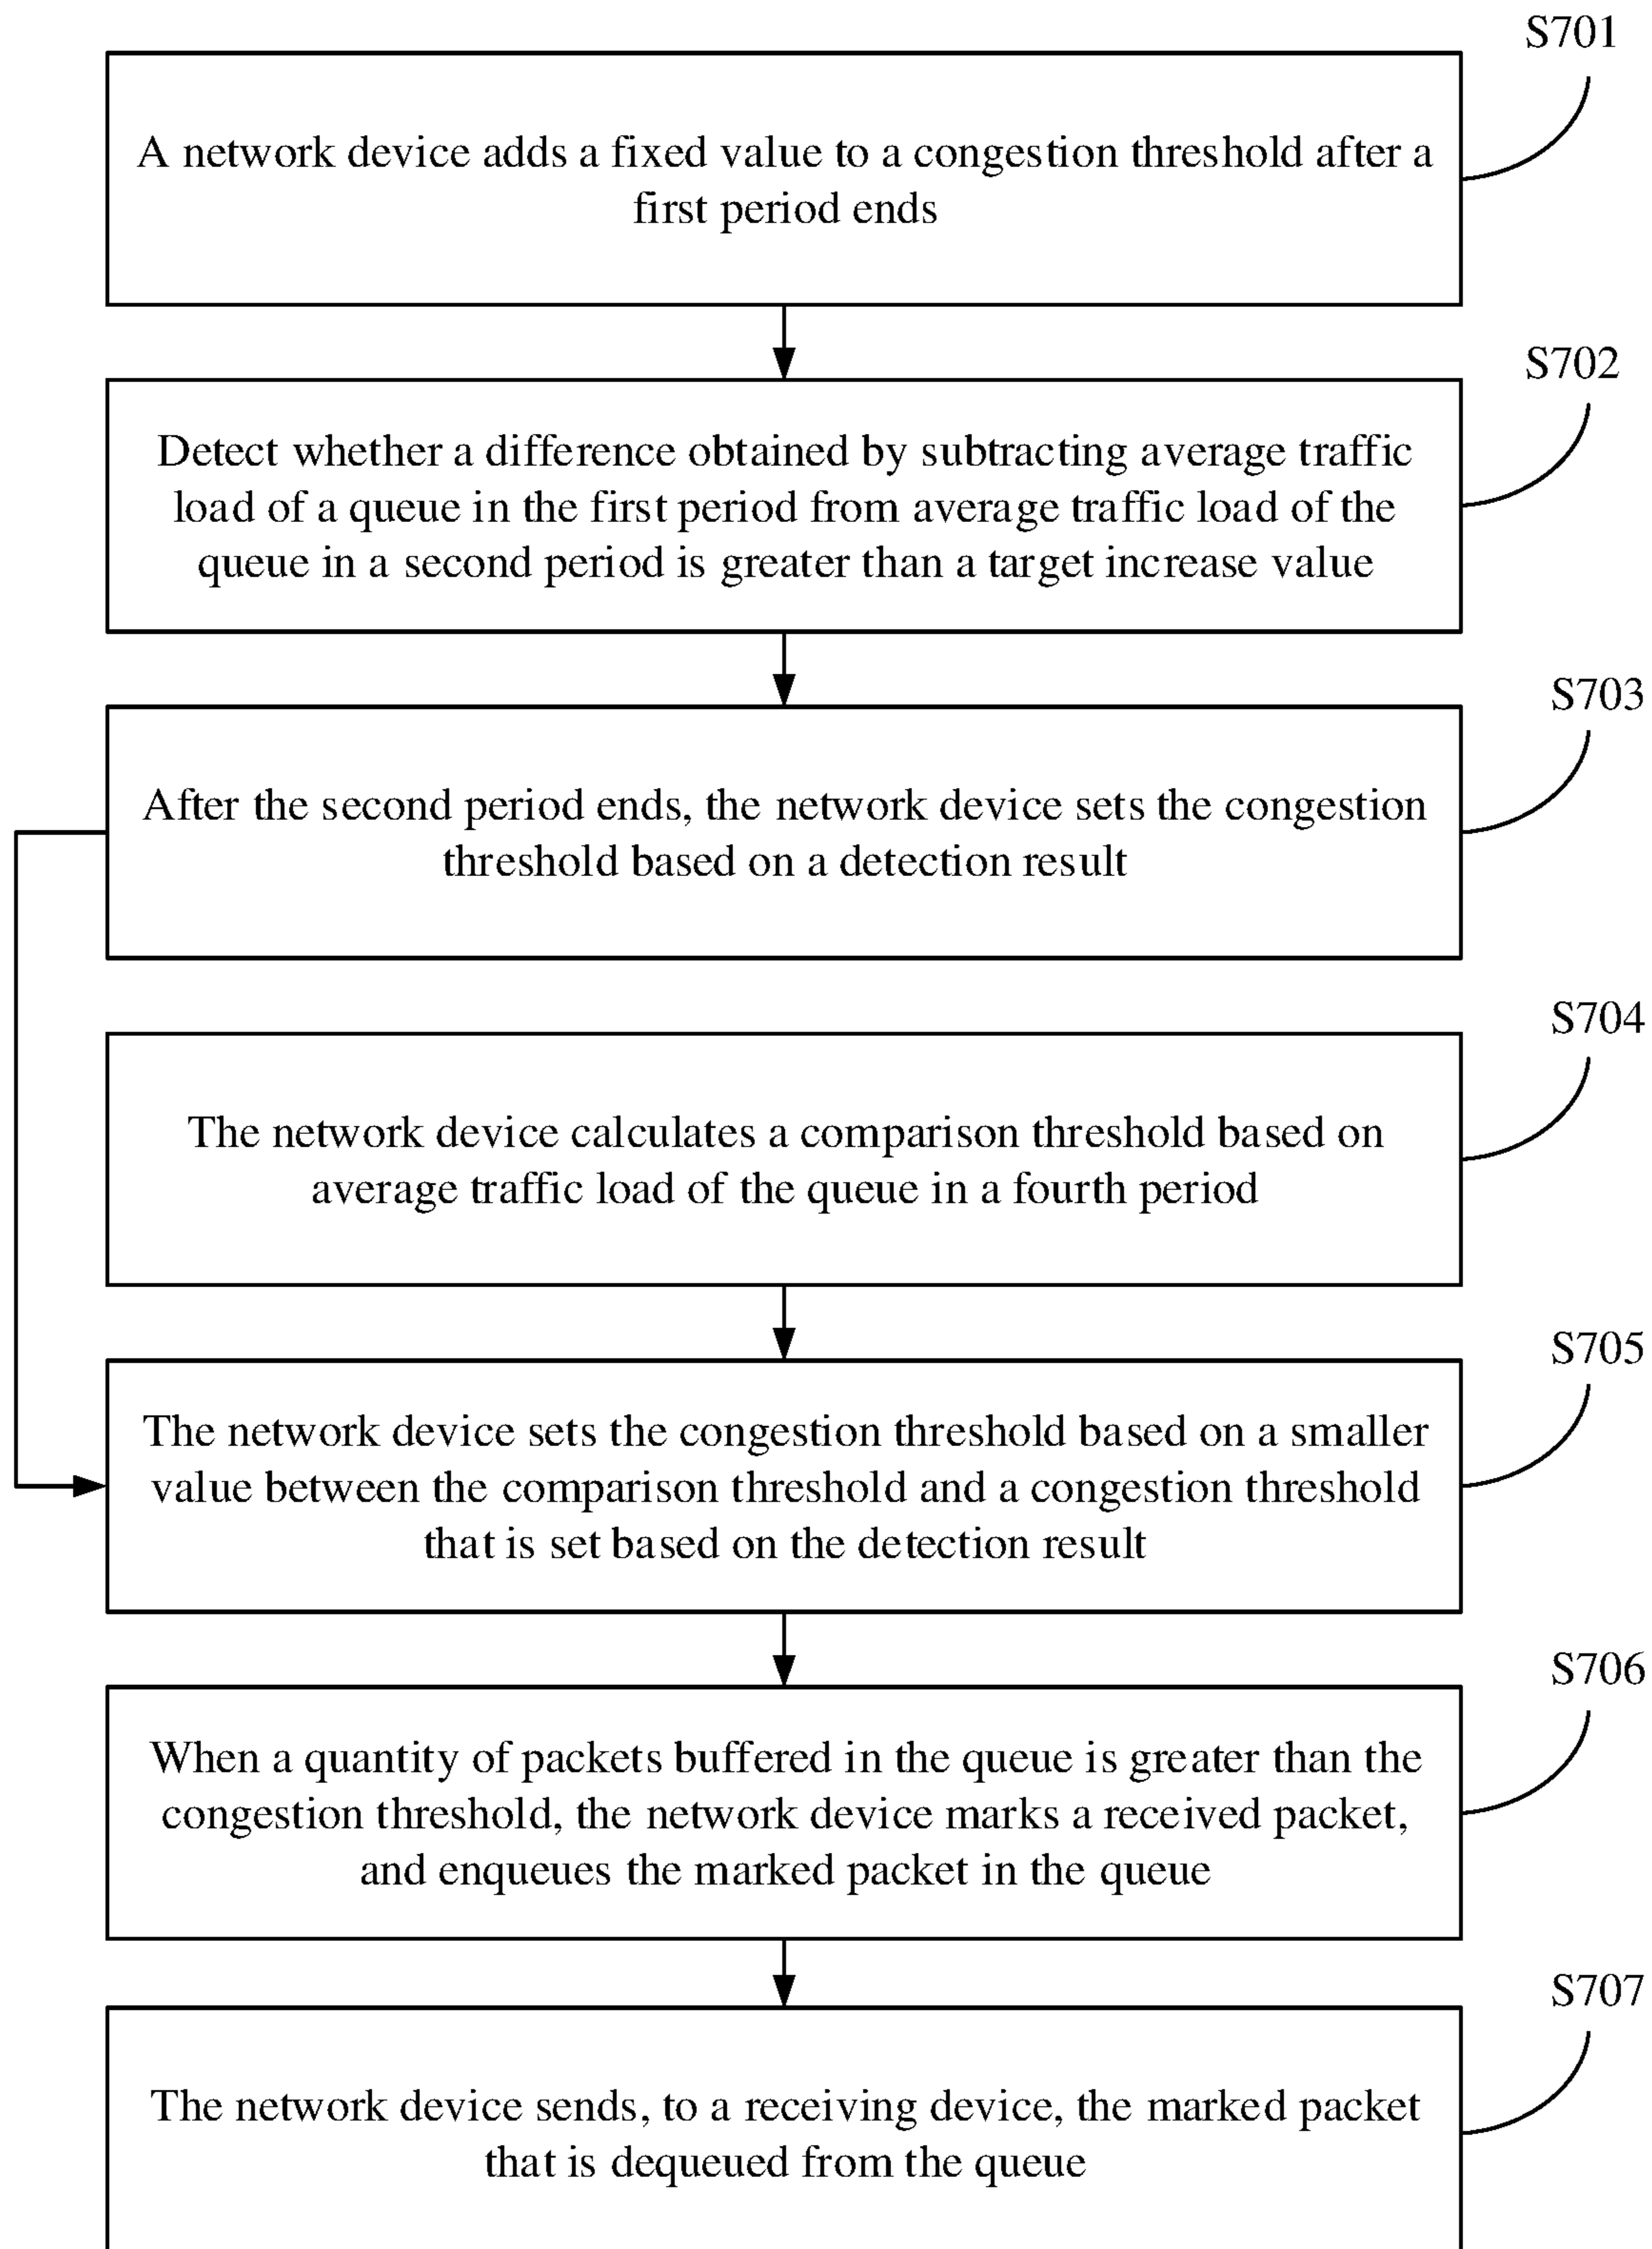 S701
A network device adds a fixed value to a congestion threshold after a
first period ends
S702
Detect whether a difference obtained by subtracting average traffic
load of a queue in the first period from average traffic load of the
queue in a second period is greater than a target increase value
S703
After the second period ends, the network device sets the congestion
threshold based on a detection result
S704
The network device calculates a comparison threshold based on
average traffic load of the queue in a fourth period
S705
The network device sets the congestion threshold based on a smaller
value between the comparison threshold and a congestion threshold
that is set based on the detection result
S706
When a quantity of packets buffered in the queue is greater than the
congestion threshold, the network device marks a received packet,
and enqueues the marked packet in the queue
S707
The network device sends, to a receiving device, the marked packet
that is dequeued from the queue